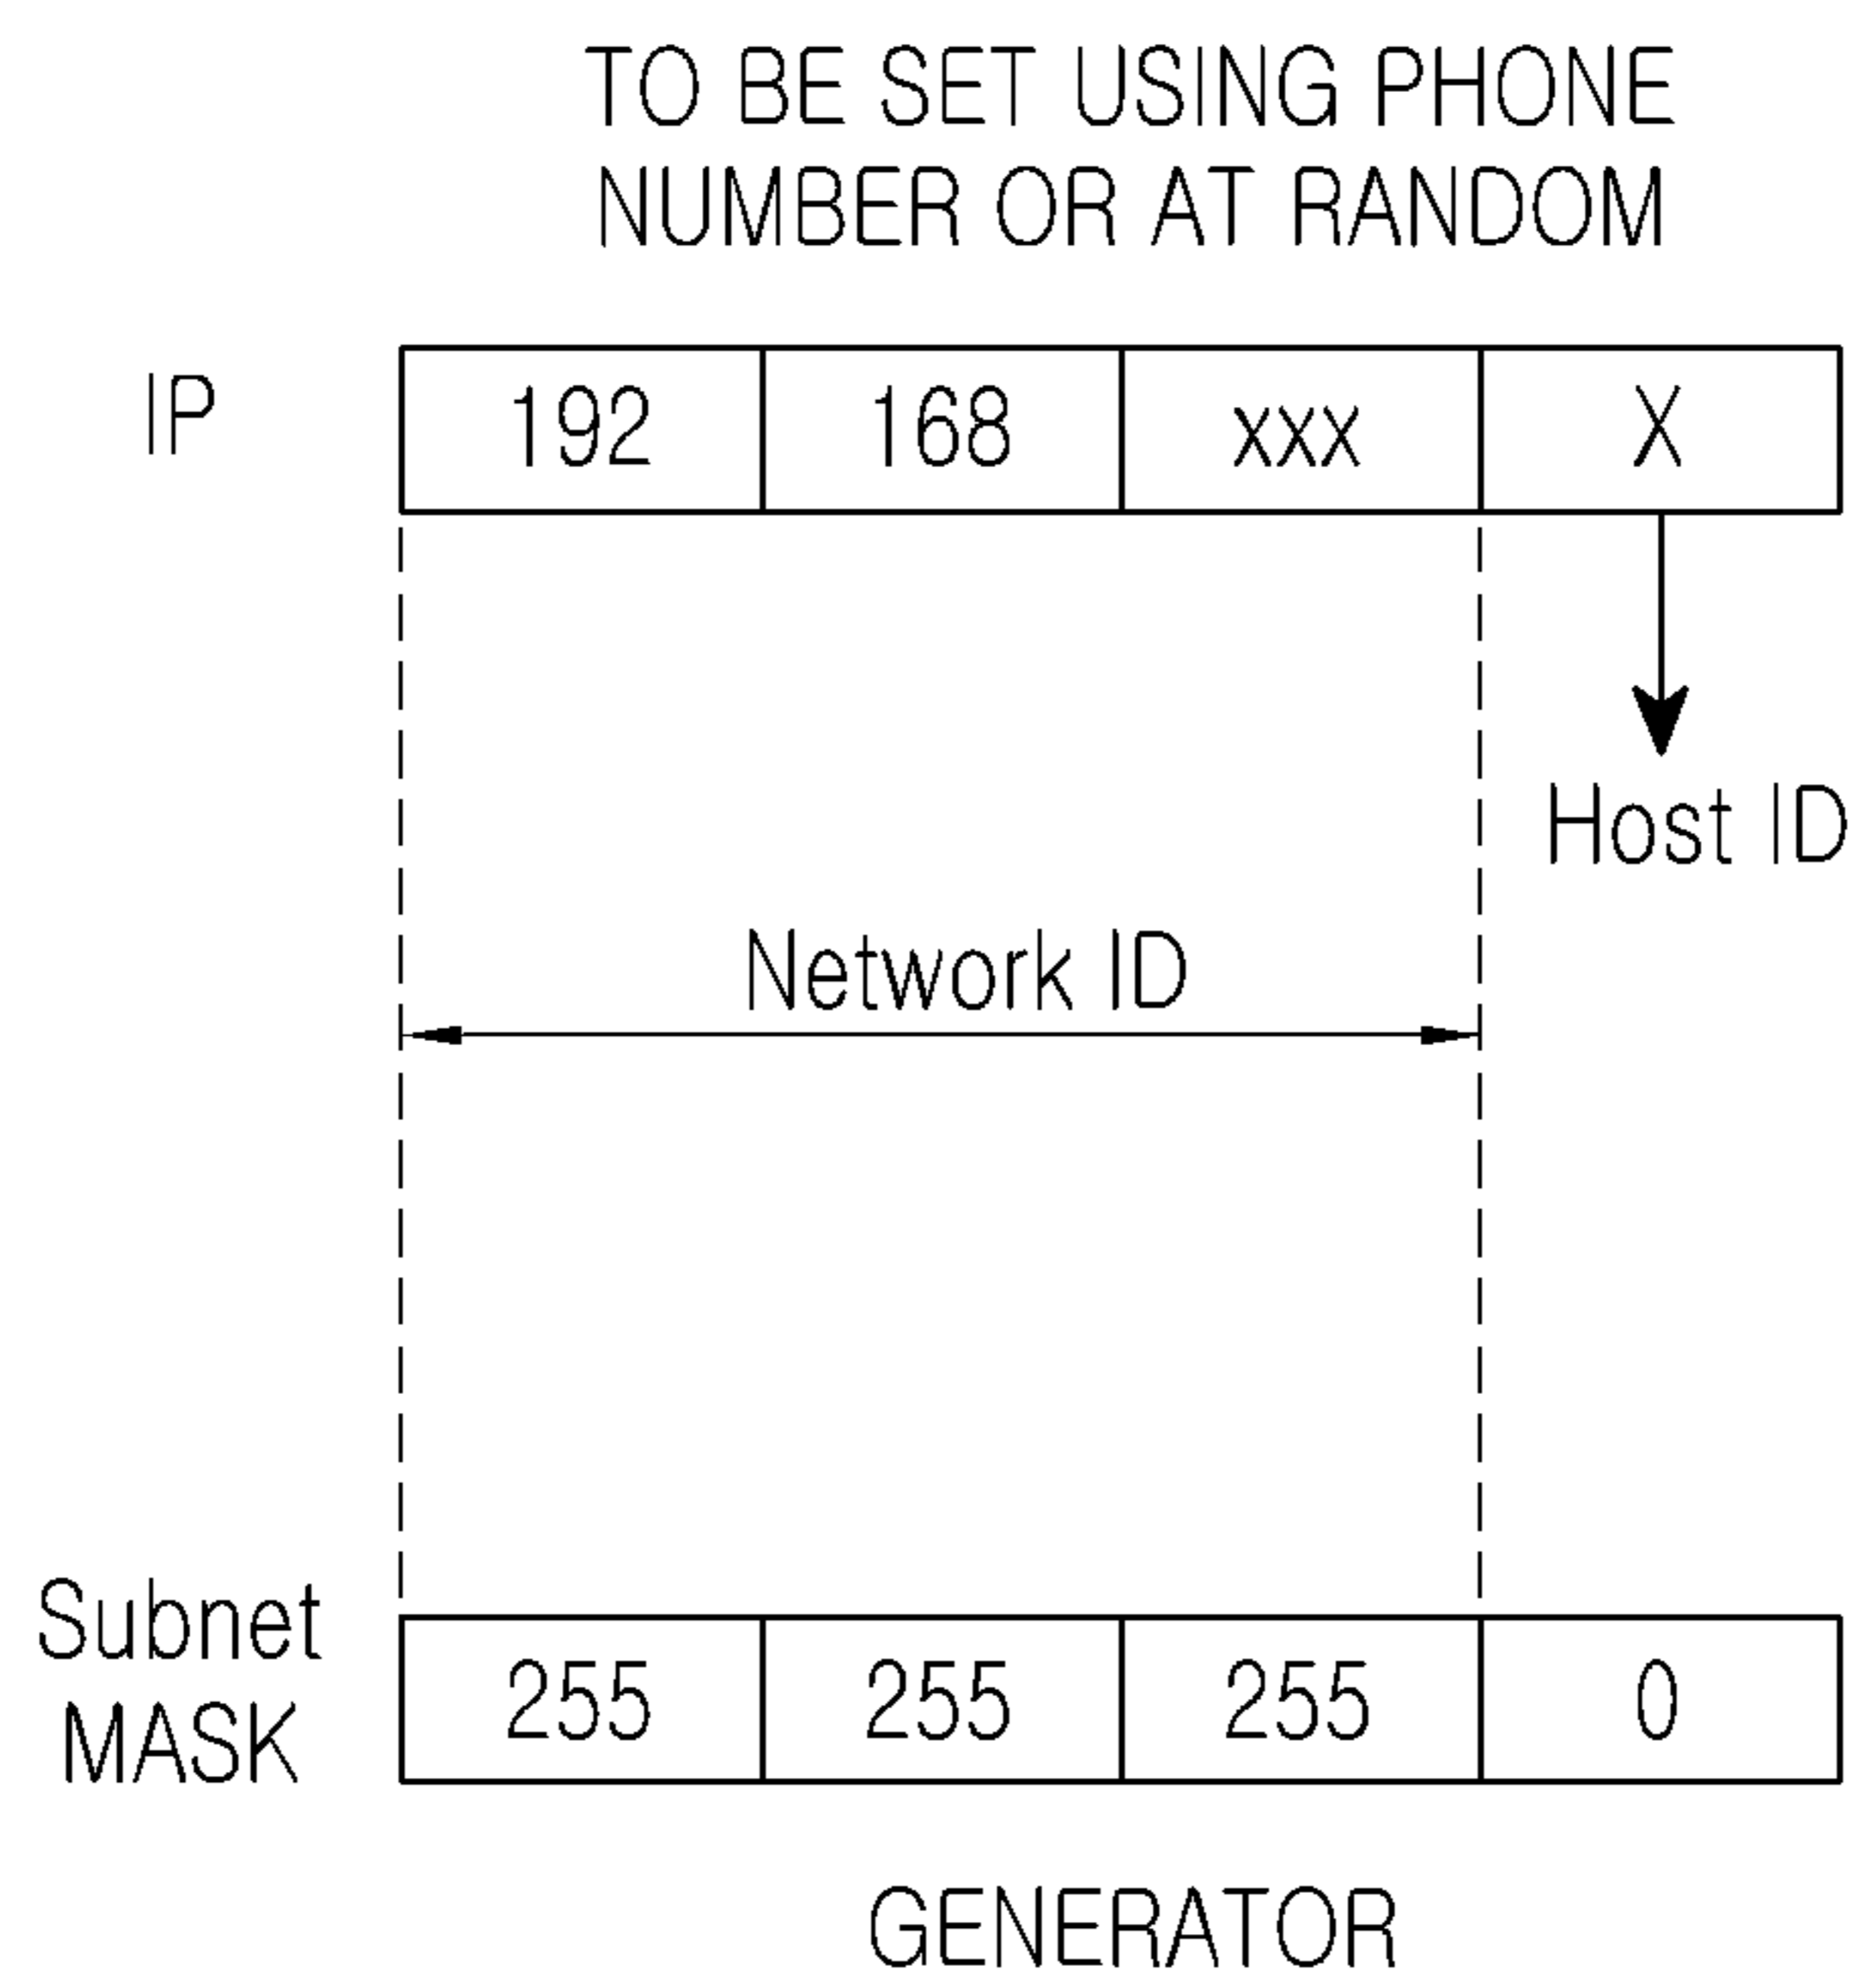 TO BE SET USING PHONE
NUMBER OR AT RANDOM
IP 192 168 xxx X
Host ID
Network ID
Subnet
MASK
255 255 255 0
GENERATOR